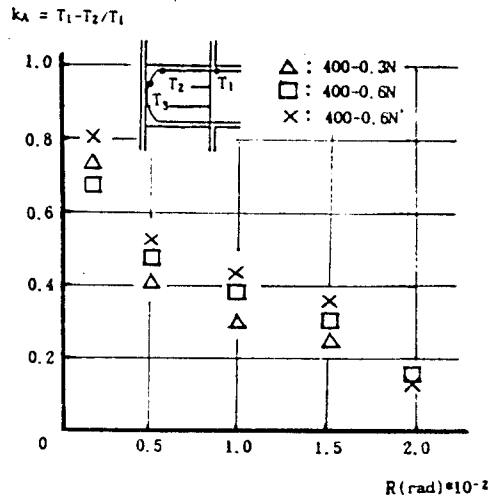 kA = T1-T2/T1
1.0
0.8
0.6
0.4
0.2
0
0.5
1.0
1.5
2.0
R(rad)*10-2
T2
T1
T3
△ : 400-0.3N
□ : 400-0.6N
× : 400-0.6N'